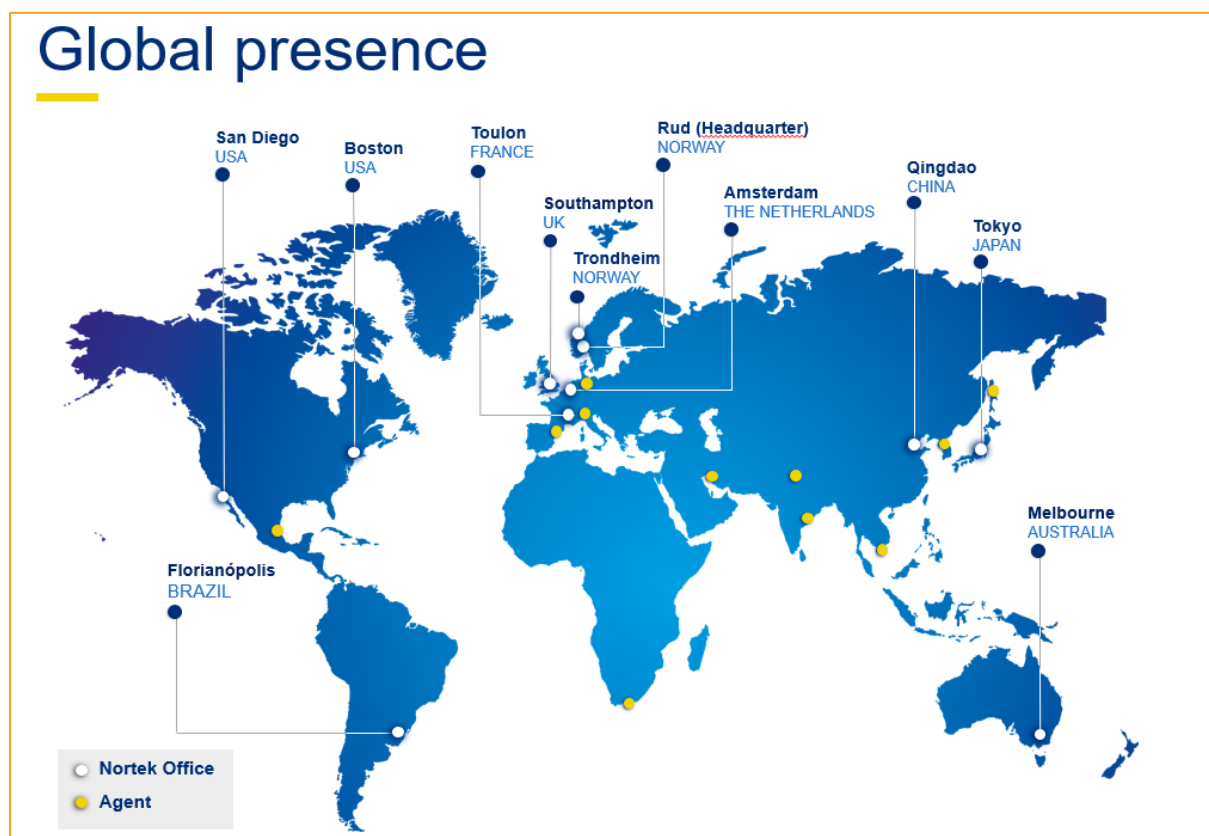 Global presence
San Diego
USA
Boston
USA
Toulon
FRANCE
Rud (Headquarter)
NORWAY
Southampton
UK
Amsterdam
THE NETHERLANDS
Trondheim
NORWAY
Qingdao
CHINA
Tokyo
JAPAN
Melbourne
AUSTRALIA
Florianópolis
BRAZIL
Nortek Office
Agent